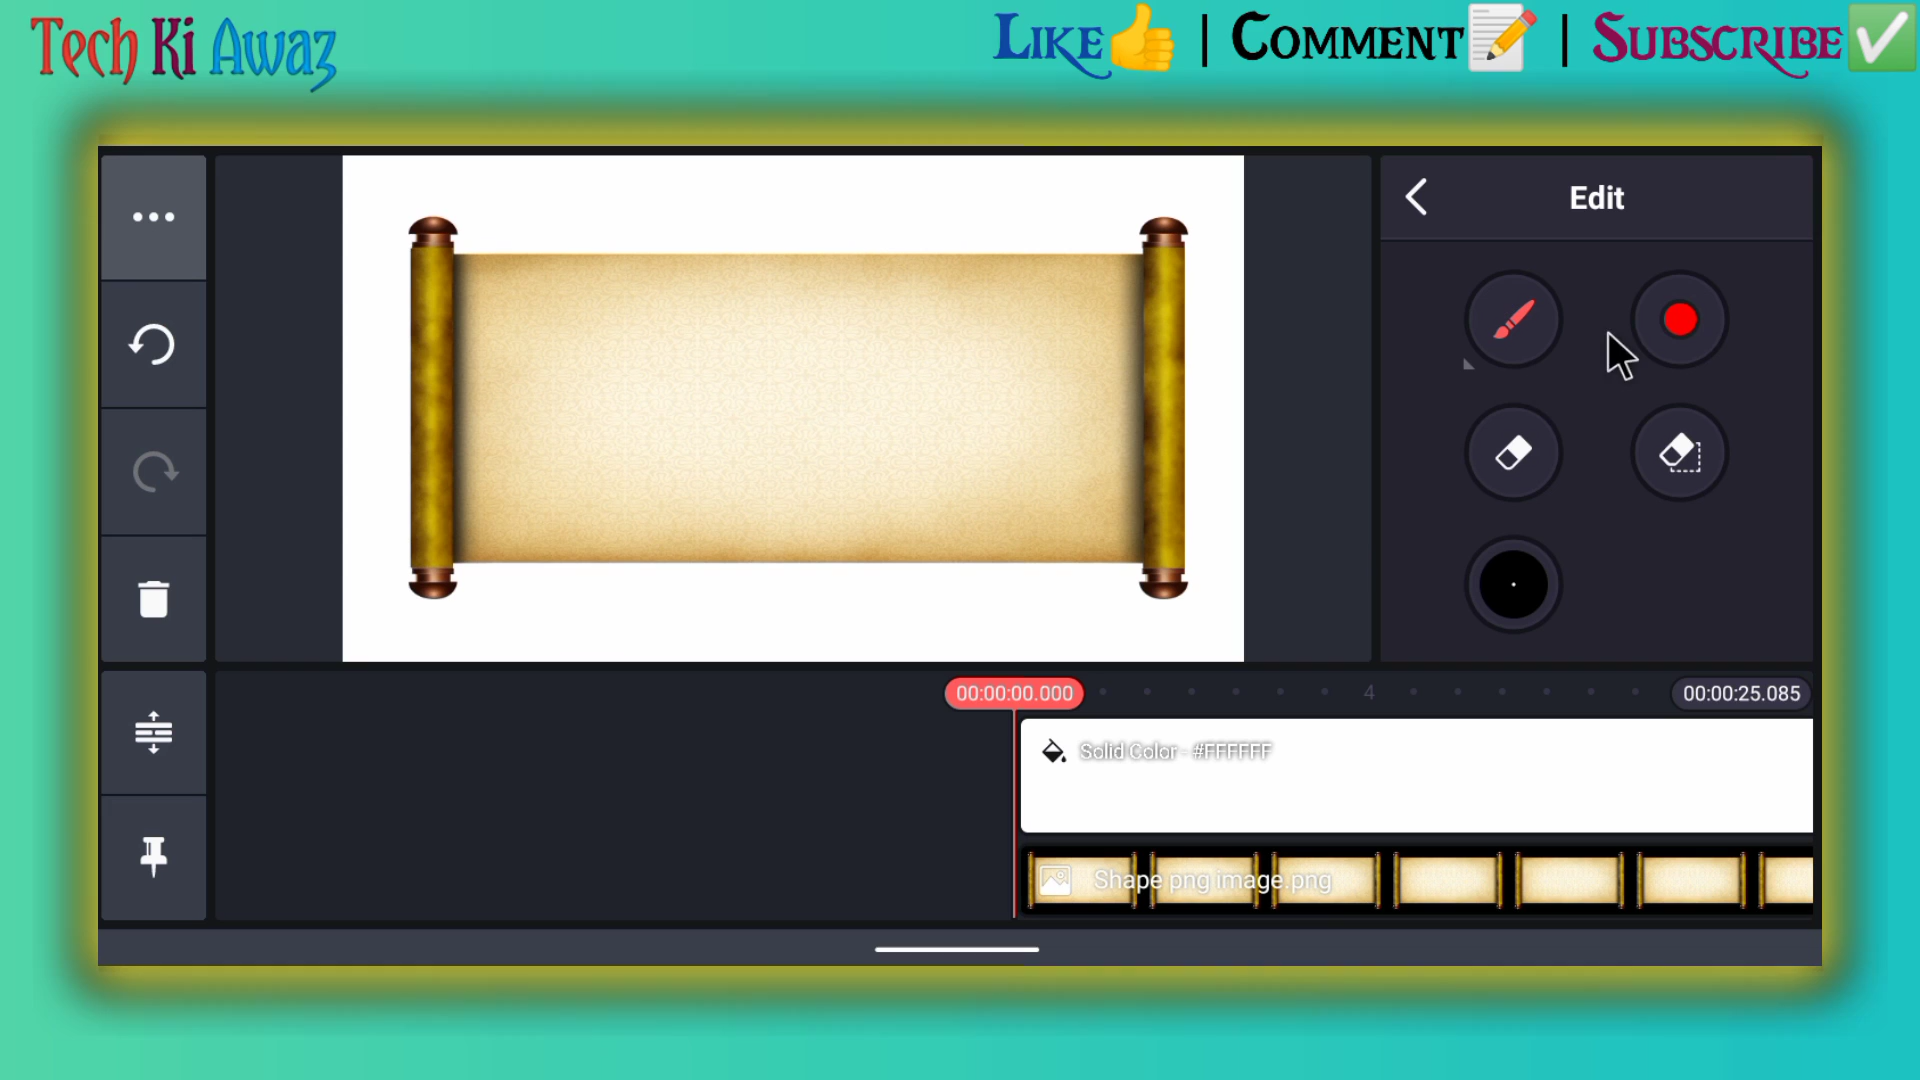 Tech Ki Awaz
Like👍 | Comment📝 | Subscribe✅
Edit
00:00:00.000
4
00:00:25.085
Solid Color - #FFFFFF
Shape png image.png